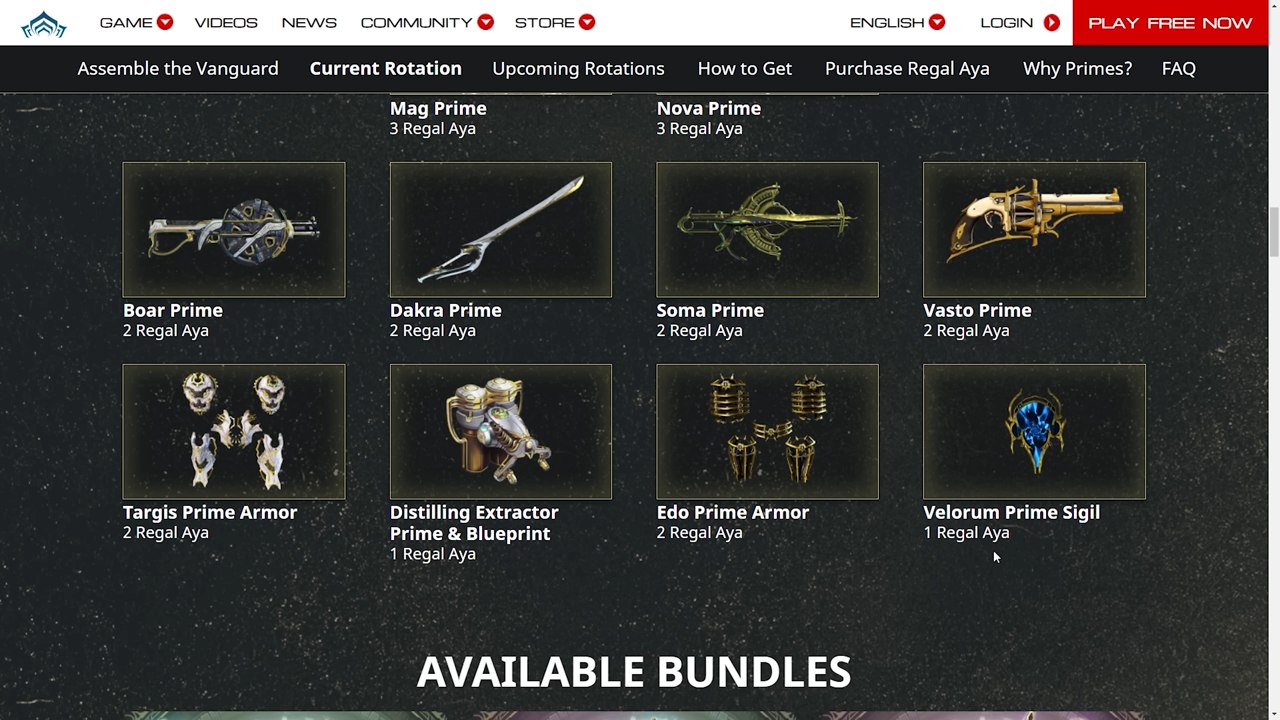 GAME VIDEOS NEWS COMMUNITY STORE ENGLISH LOGIN PLAY FREE NOW
Assemble the Vanguard Current Rotation Upcoming Rotations How to Get Purchase Regal Aya Why Primes? FAQ
Mag Prime
3 Regal Aya
Nova Prime
3 Regal Aya
Boar Prime
2 Regal Aya
Dakra Prime
2 Regal Aya
Soma Prime
2 Regal Aya
Vasto Prime
2 Regal Aya
Targis Prime Armor
2 Regal Aya
Distilling Extractor
Prime & Blueprint
1 Regal Aya
Edo Prime Armor
2 Regal Aya
Velorum Prime Sigil
1 Regal Aya
AVAILABLE BUNDLES